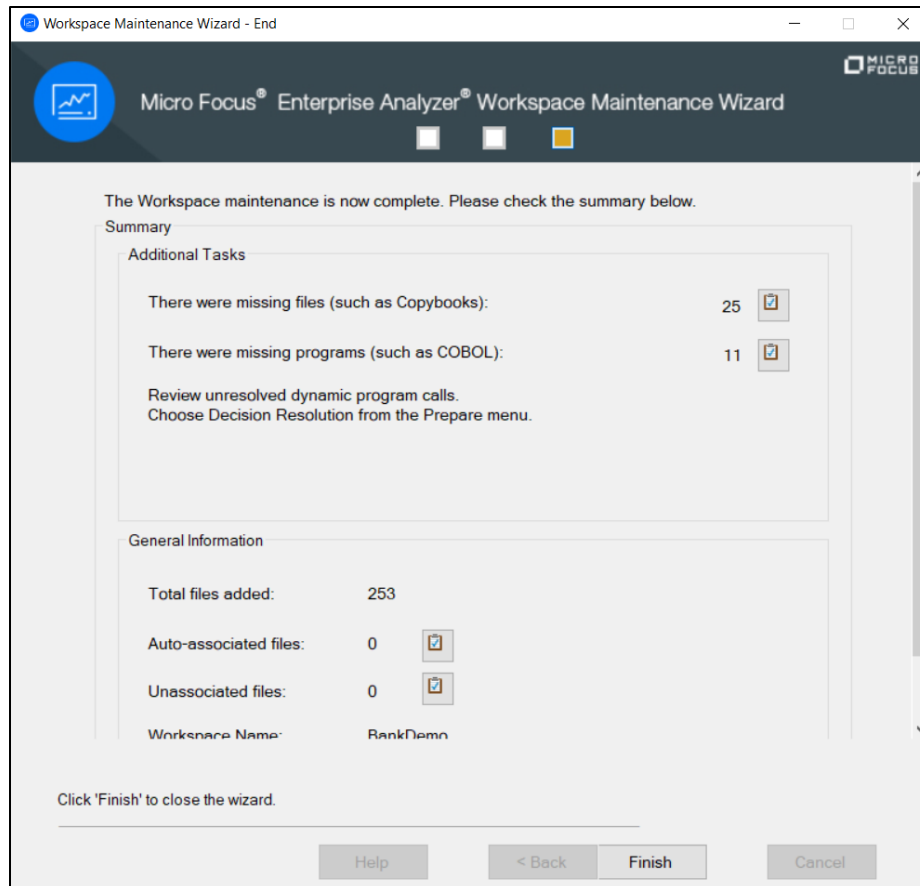 Workspace Maintenance Wizard - End
MICRO
FOCUS
Micro Focus® Enterprise Analyzer® Workspace Maintenance Wizard
The Workspace maintenance is now complete. Please check the summary below.
Summary
Additional Tasks
There were missing files (such as Copybooks): 25
There were missing programs (such as COBOL): 11
Review unresolved dynamic program calls.
Choose Decision Resolution from the Prepare menu.
General Information
Total files added: 253
Auto-associated files: 0
Unassociated files: 0
Workspace Name: BankDemo
Click 'Finish' to close the wizard.
Help < Back Finish Cancel